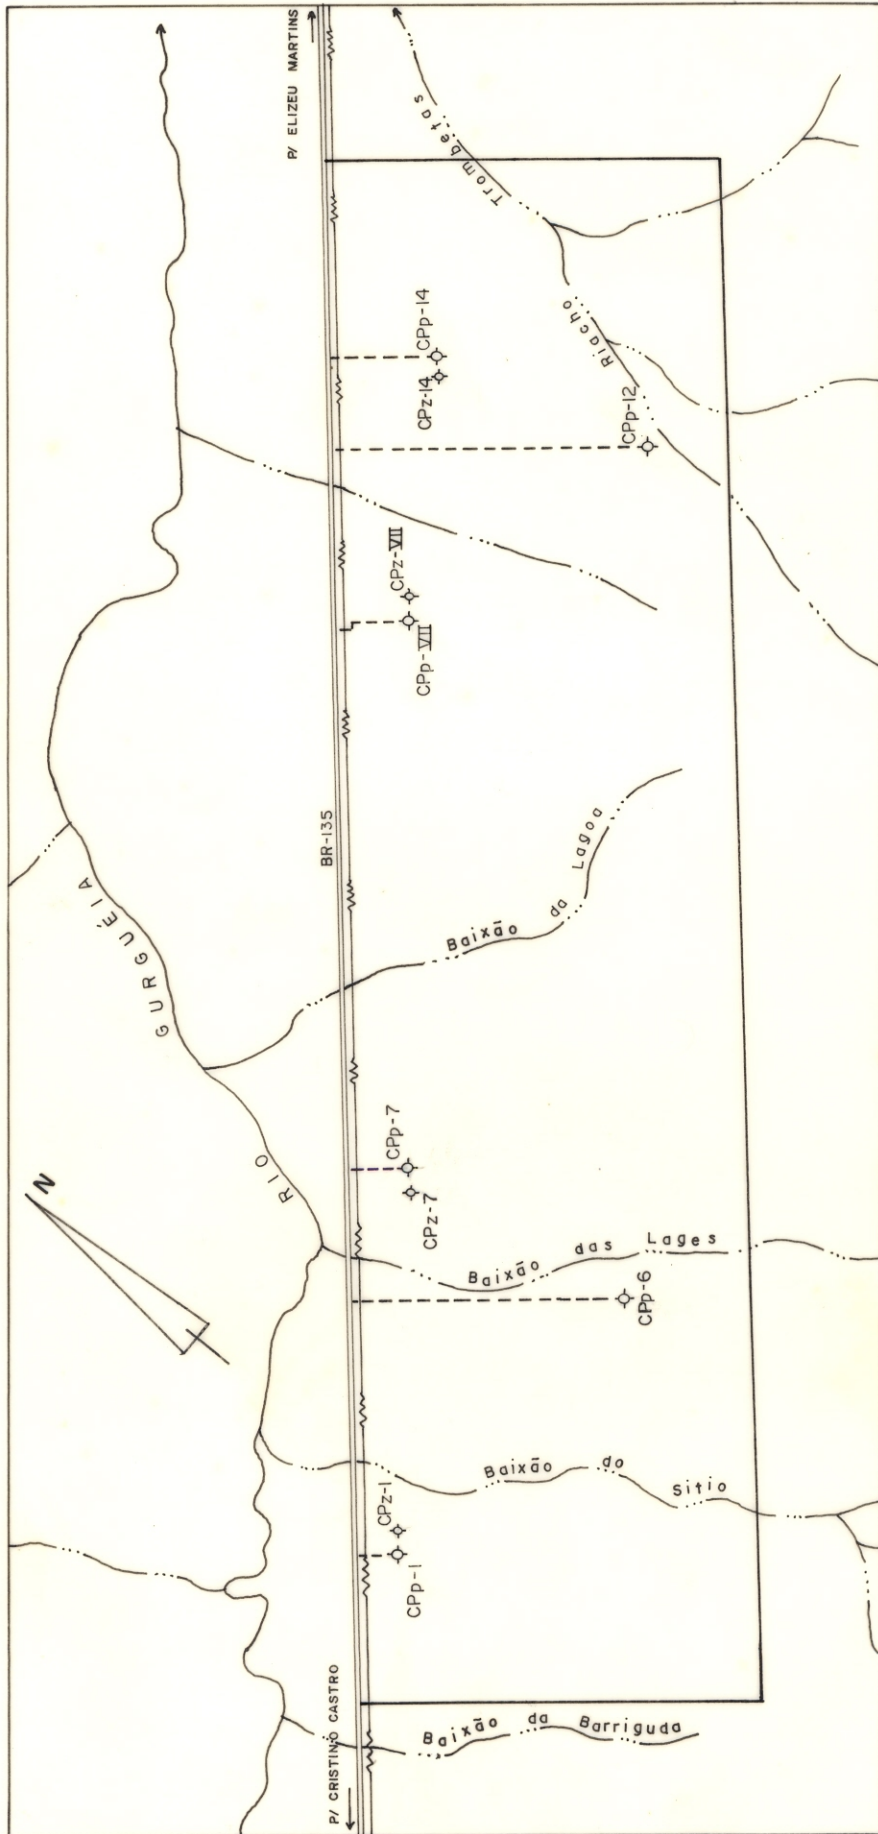 P/ ELIZEU MARTINS
Riacho Trombetas
CPp-14
CPz-14
CPp-12
CPz-VII
CPp-VII
BR-135
RIO GURGUÉIA
Baixão da Lagoa
N
CPp-7
CPz-7
Baixão das Lages
CPp-6
Baixão do Sitio
CPz-1
CPp-1
P/ CRISTINO CASTRO
Baixão da Barriguda